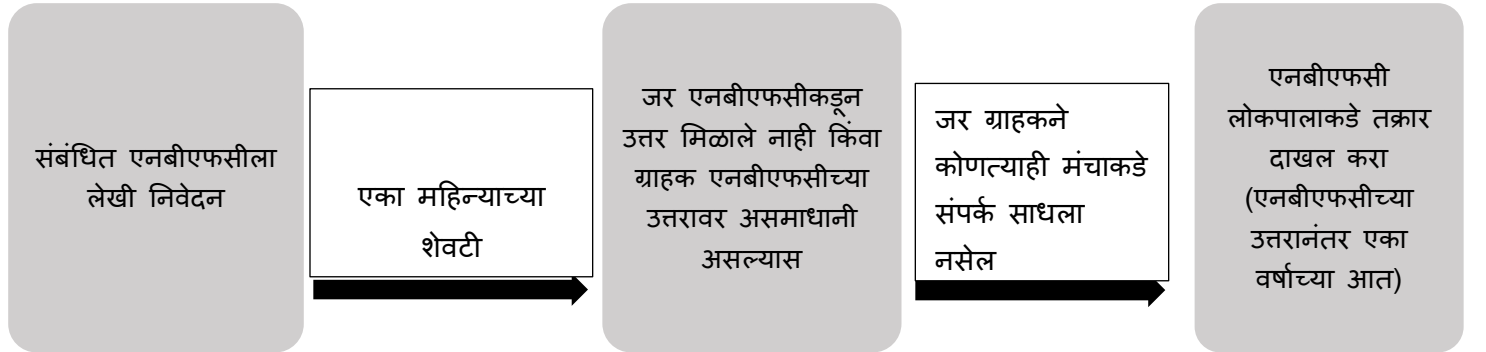 संबंधित एनबीएफसीला
लेखी निवेदन
एका महिन्याच्या
शेवटी
जर एनबीएफसीकडून
उत्तर मिळाले नाही किंवा
ग्राहक एनबीएफसीच्या
उत्तरावर असमाधानी
असल्यास
जर ग्राहकने
कोणत्याही मंचाकडे
संपर्क साधला
नसेल
एनबीएफसी
लोकपालाकडे तक्रार
दाखल करा
(एनबीएफसीच्या
उत्तरानंतर एका
वर्षाच्या आत)